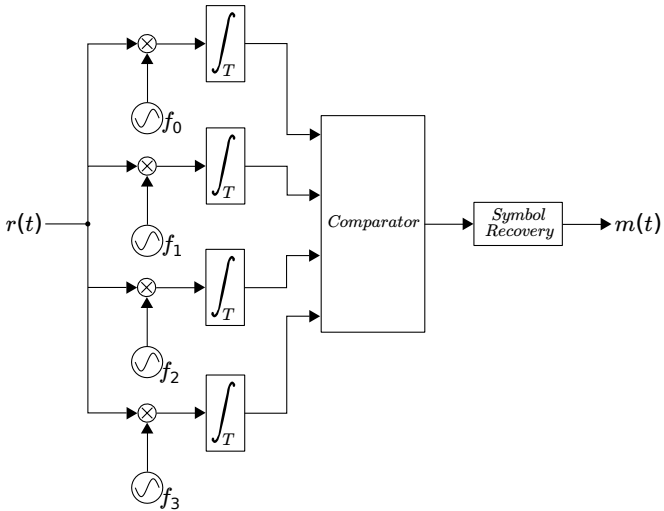 ∫T
f0
∫T
f1
r(t)
Comparator
Symbol
Recovery
m(t)
∫T
f2
∫T
f3